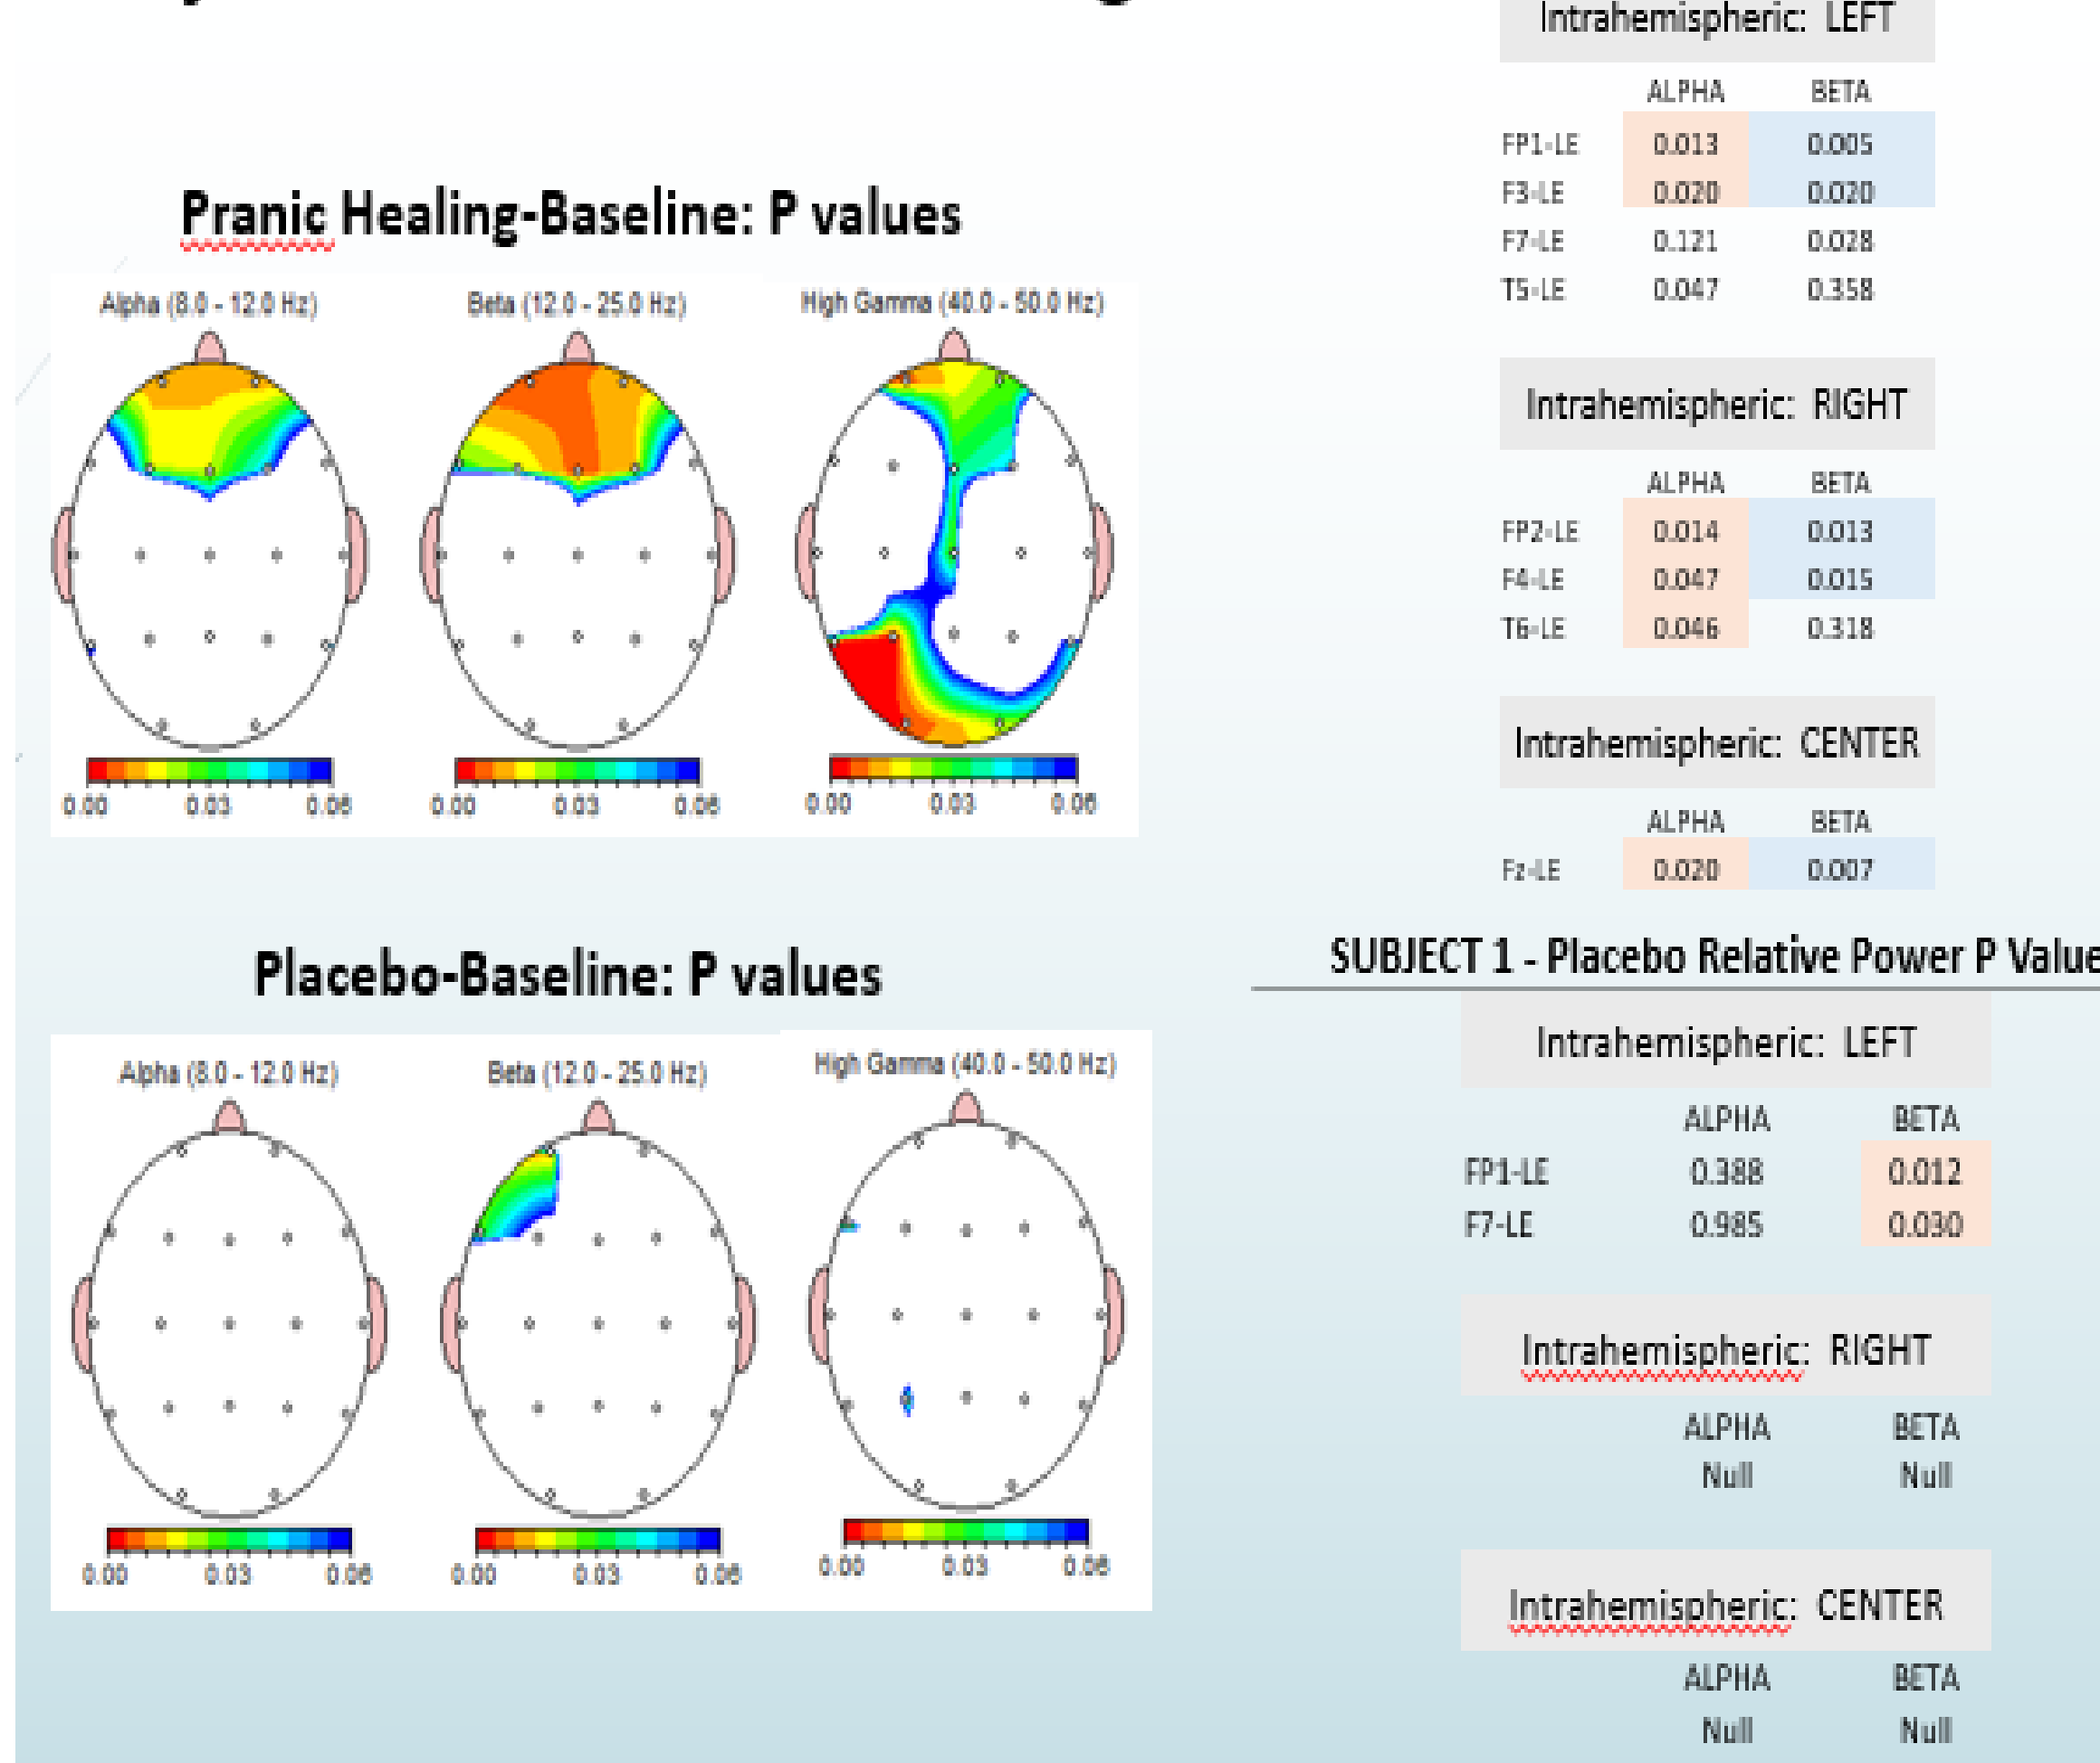 Pranic Healing-Baseline: P values
Alpha (8.0 - 12.0 Hz)
Beta (12.0 - 25.0 Hz)
High Gamma (40.0 - 50.0 Hz)
0.00 0.03 0.06
0.00 0.03 0.06
0.00 0.03 0.06
Placebo-Baseline: P values
Alpha (8.0 - 12.0 Hz)
Beta (12.0 - 25.0 Hz)
High Gamma (40.0 - 50.0 Hz)
0.00 0.03 0.06
0.00 0.03 0.06
0.00 0.03 0.06
Intrahemispheric: LEFT
ALPHA BETA
FP1-LE 0.013 0.005
F3-LE 0.020 0.020
F7-LE 0.121 0.028
T5-LE 0.047 0.358
Intrahemispheric: RIGHT
ALPHA BETA
FP2-LE 0.014 0.013
F4-LE 0.047 0.015
T6-LE 0.046 0.318
Intrahemispheric: CENTER
ALPHA BETA
Fz-LE 0.020 0.007
SUBJECT 1 - Placebo Relative Power P Value
Intrahemispheric: LEFT
ALPHA BETA
FP1-LE 0.388 0.012
F7-LE 0.985 0.030
Intrahemispheric: RIGHT
ALPHA BETA
Null Null
Intrahemispheric: CENTER
ALPHA BETA
Null Null